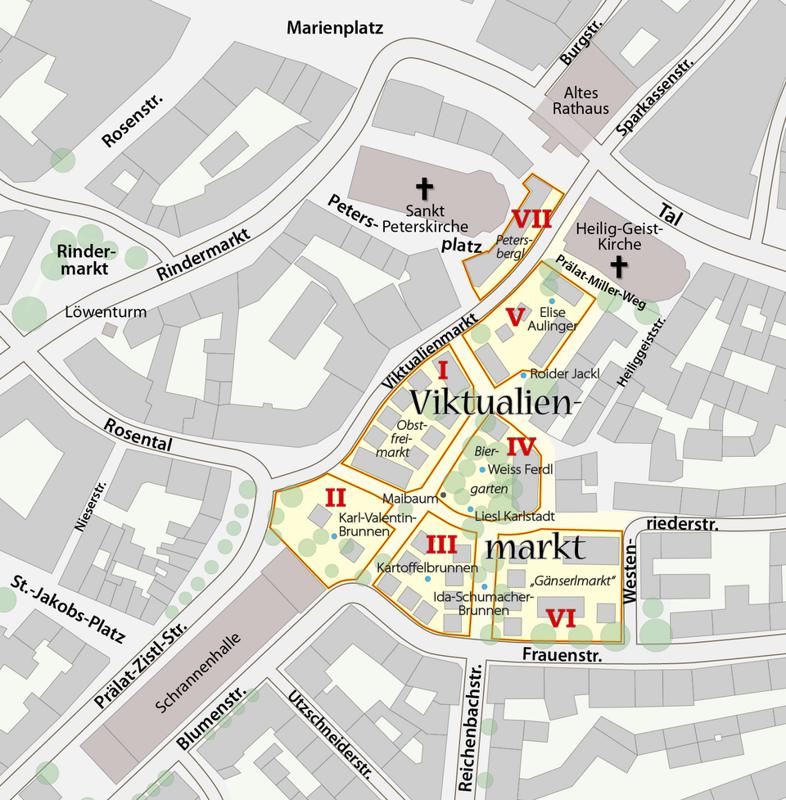 Marienplatz
Burgstr.
Altes
Rathaus
Sparkassenstr.
Rosenstr.
Sankt
Peterskirche
Peters-
platz
VII
Peters-
bergl
Heilig-Geist-
Kirche
Tal
Rinder-
markt
Rindermarkt
Prälat-Miller-Weg
Löwenturm
V
Elise
Aulinger
Viktualienmarkt
Heiliggeiststr.
I
Roider Jackl
Viktualien-
Obst-
frei-
markt
Bier-
garten
IV
Weiss Ferdl
Rosental
Nieserstr.
II
Maibaum
Liesl Karlstadt
Karl-Valentin-
Brunnen
III
markt
riederstr.
Westen-
Kartoffelbrunnen
„Gänserlmarkt“
Ida-Schumacher-
Brunnen
VI
St.-Jakobs-Platz
Prälat-Zistl-Str.
Schrannenhalle
Frauenstr.
Blumenstr.
Utzschneiderstr.
Reichenbachstr.